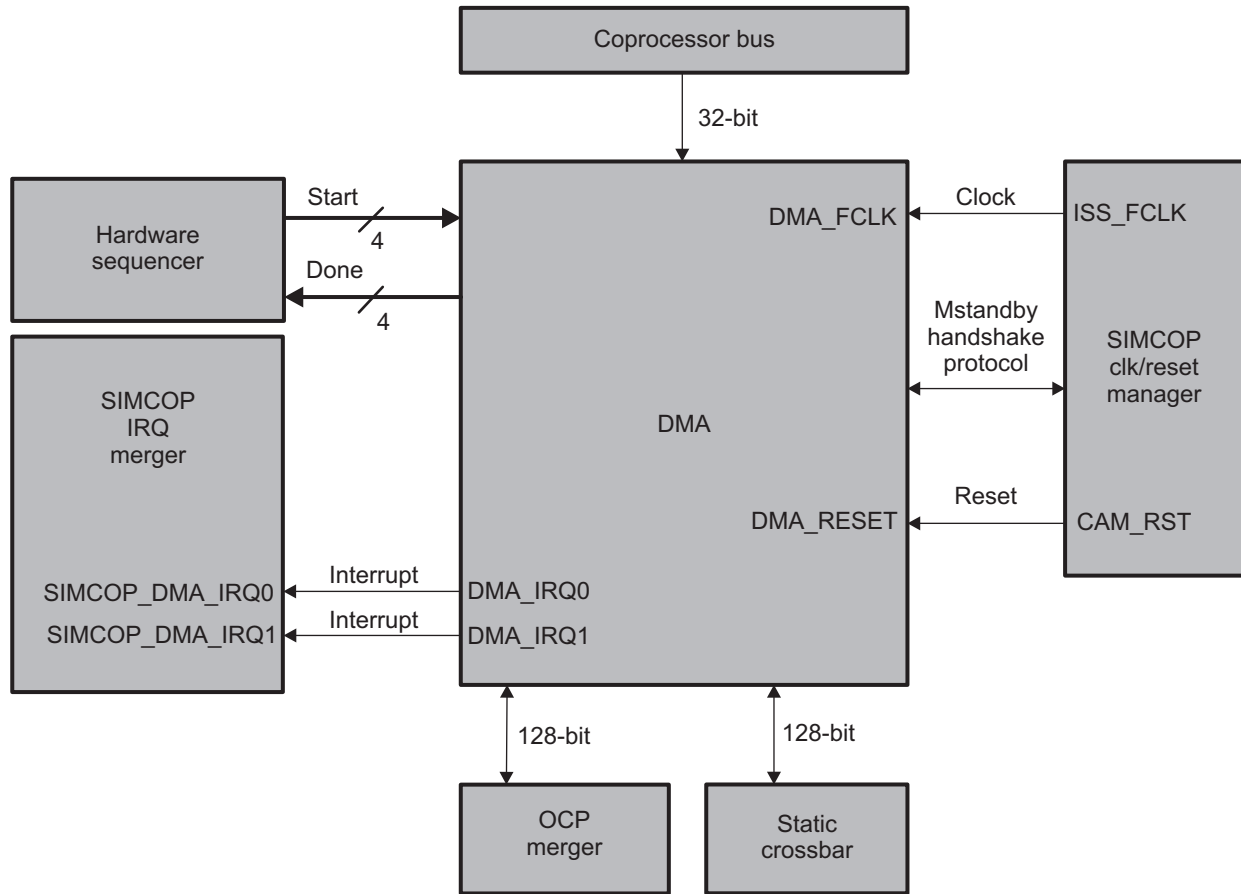 Coprocessor bus
32-bit
Hardware
sequencer
Start
4
Done
4
DMA_FCLK
Clock
ISS_FCLK
Mstandby
handshake
protocol
SIMCOP
clk/reset
manager
SIMCOP
IRQ
merger
DMA
DMA_RESET
Reset
CAM_RST
SIMCOP_DMA_IRQ0
Interrupt
DMA_IRQ0
SIMCOP_DMA_IRQ1
Interrupt
DMA_IRQ1
128-bit
128-bit
OCP
merger
Static
crossbar